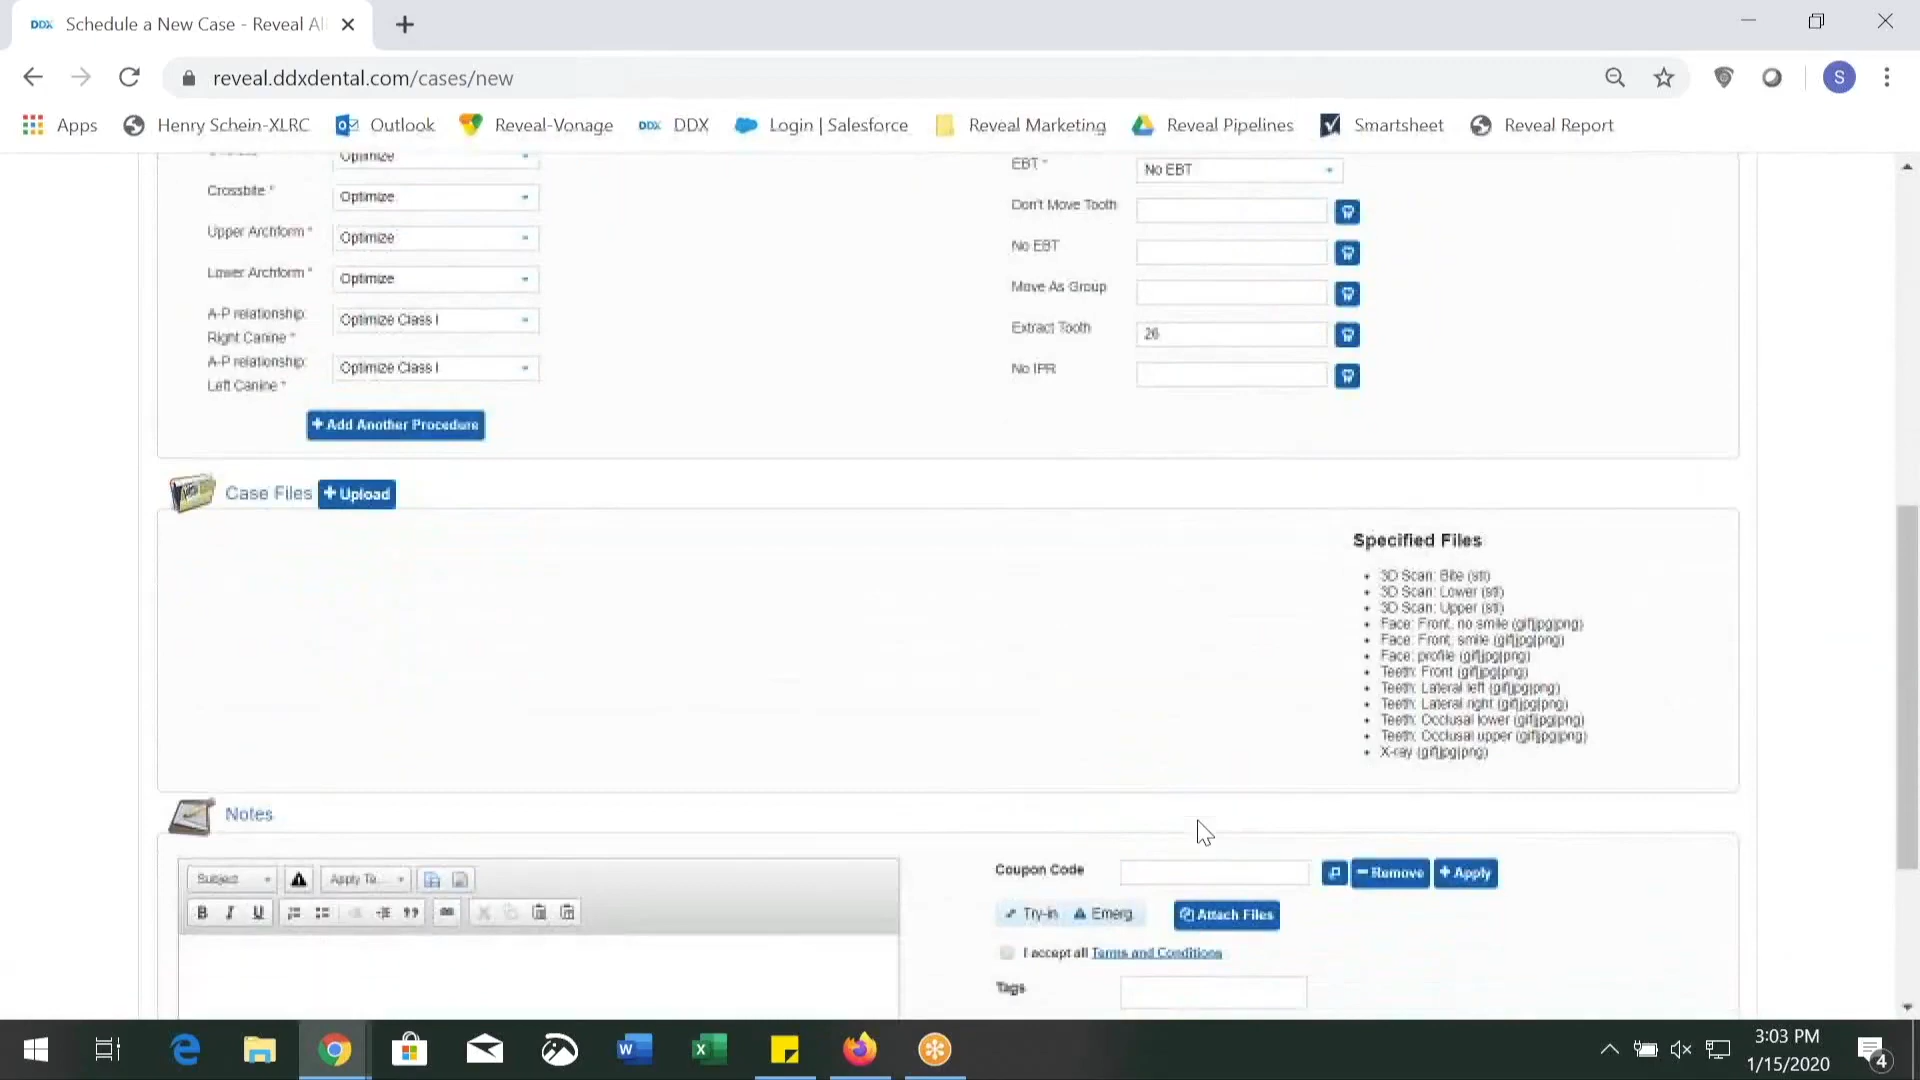 DDX Schedule a New Case - Reveal Al
reveal.ddxdental.com/cases/new
S
Apps Henry Schein-XLRC Outlook Reveal-Vonage DDX DDX Login | Salesforce Reveal Marketing Reveal Pipelines Smartsheet Reveal Report
Optimize
Crossbite * Optimize
Upper Archform * Optimize
Lower Archform * Optimize
A-P relationship: Right Canine * Optimize Class I
A-P relationship: Left Canine * Optimize Class I
+ Add Another Procedure
EBT * No EBT
Don't Move Tooth
No EBT
Move As Group
Extract Tooth 26
No IPR
Case Files + Upload
Specified Files
• 3D Scan: Bite (stl)
• 3D Scan: Lower (stl)
• 3D Scan: Upper (stl)
• Face: Front, no smile (gif|jpg|png)
• Face: Front, smile (gif|jpg|png)
• Face: profile (gif|jpg|png)
• Teeth: Front (gif|jpg|png)
• Teeth: Lateral left (gif|jpg|png)
• Teeth: Lateral right (gif|jpg|png)
• Teeth: Occlusal lower (gif|jpg|png)
• Teeth: Occlusal upper (gif|jpg|png)
• X-ray (gif|jpg|png)
Notes
Subject Apply Te...
B I U
Coupon Code − Remove + Apply
Try-in Emerg. Attach Files
I accept all Terms and Conditions
Tags
3:03 PM
1/15/2020
4